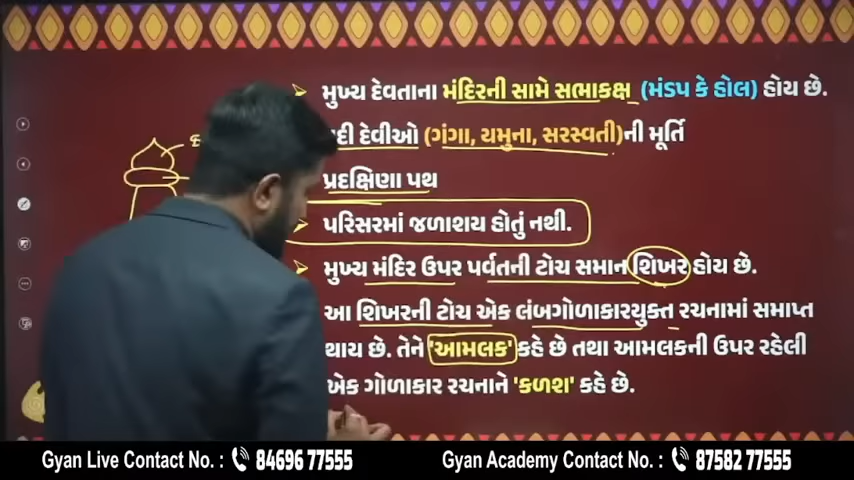 મુખ્ય દેવતાના મંદિરની સામે સભાકક્ષ (મંડપ કે હોલ) હોય છે.
દેવીઓ (ગંગા, યમુના, સરસ્વતી)ની મૂર્તિ
પ્રદક્ષિણા પથ
પરિસરમાં જળાશય હોતું નથી.
મુખ્ય મંદિર ઉપર પર્વતની ટોચ સમાન શિખર હોય છે.
આ શિખરની ટોચ એક લંબગોળાકારયુક્ત રચનામાં સમાપ્ત
થાય છે. તેને 'આમલક' કહે છે તથા આમલકની ઉપર રહેલી
એક ગોળાકાર રચનાને 'કળશ' કહે છે.
Gyan Live Contact No. : 84696 77555 Gyan Academy Contact No. : 87582 77555